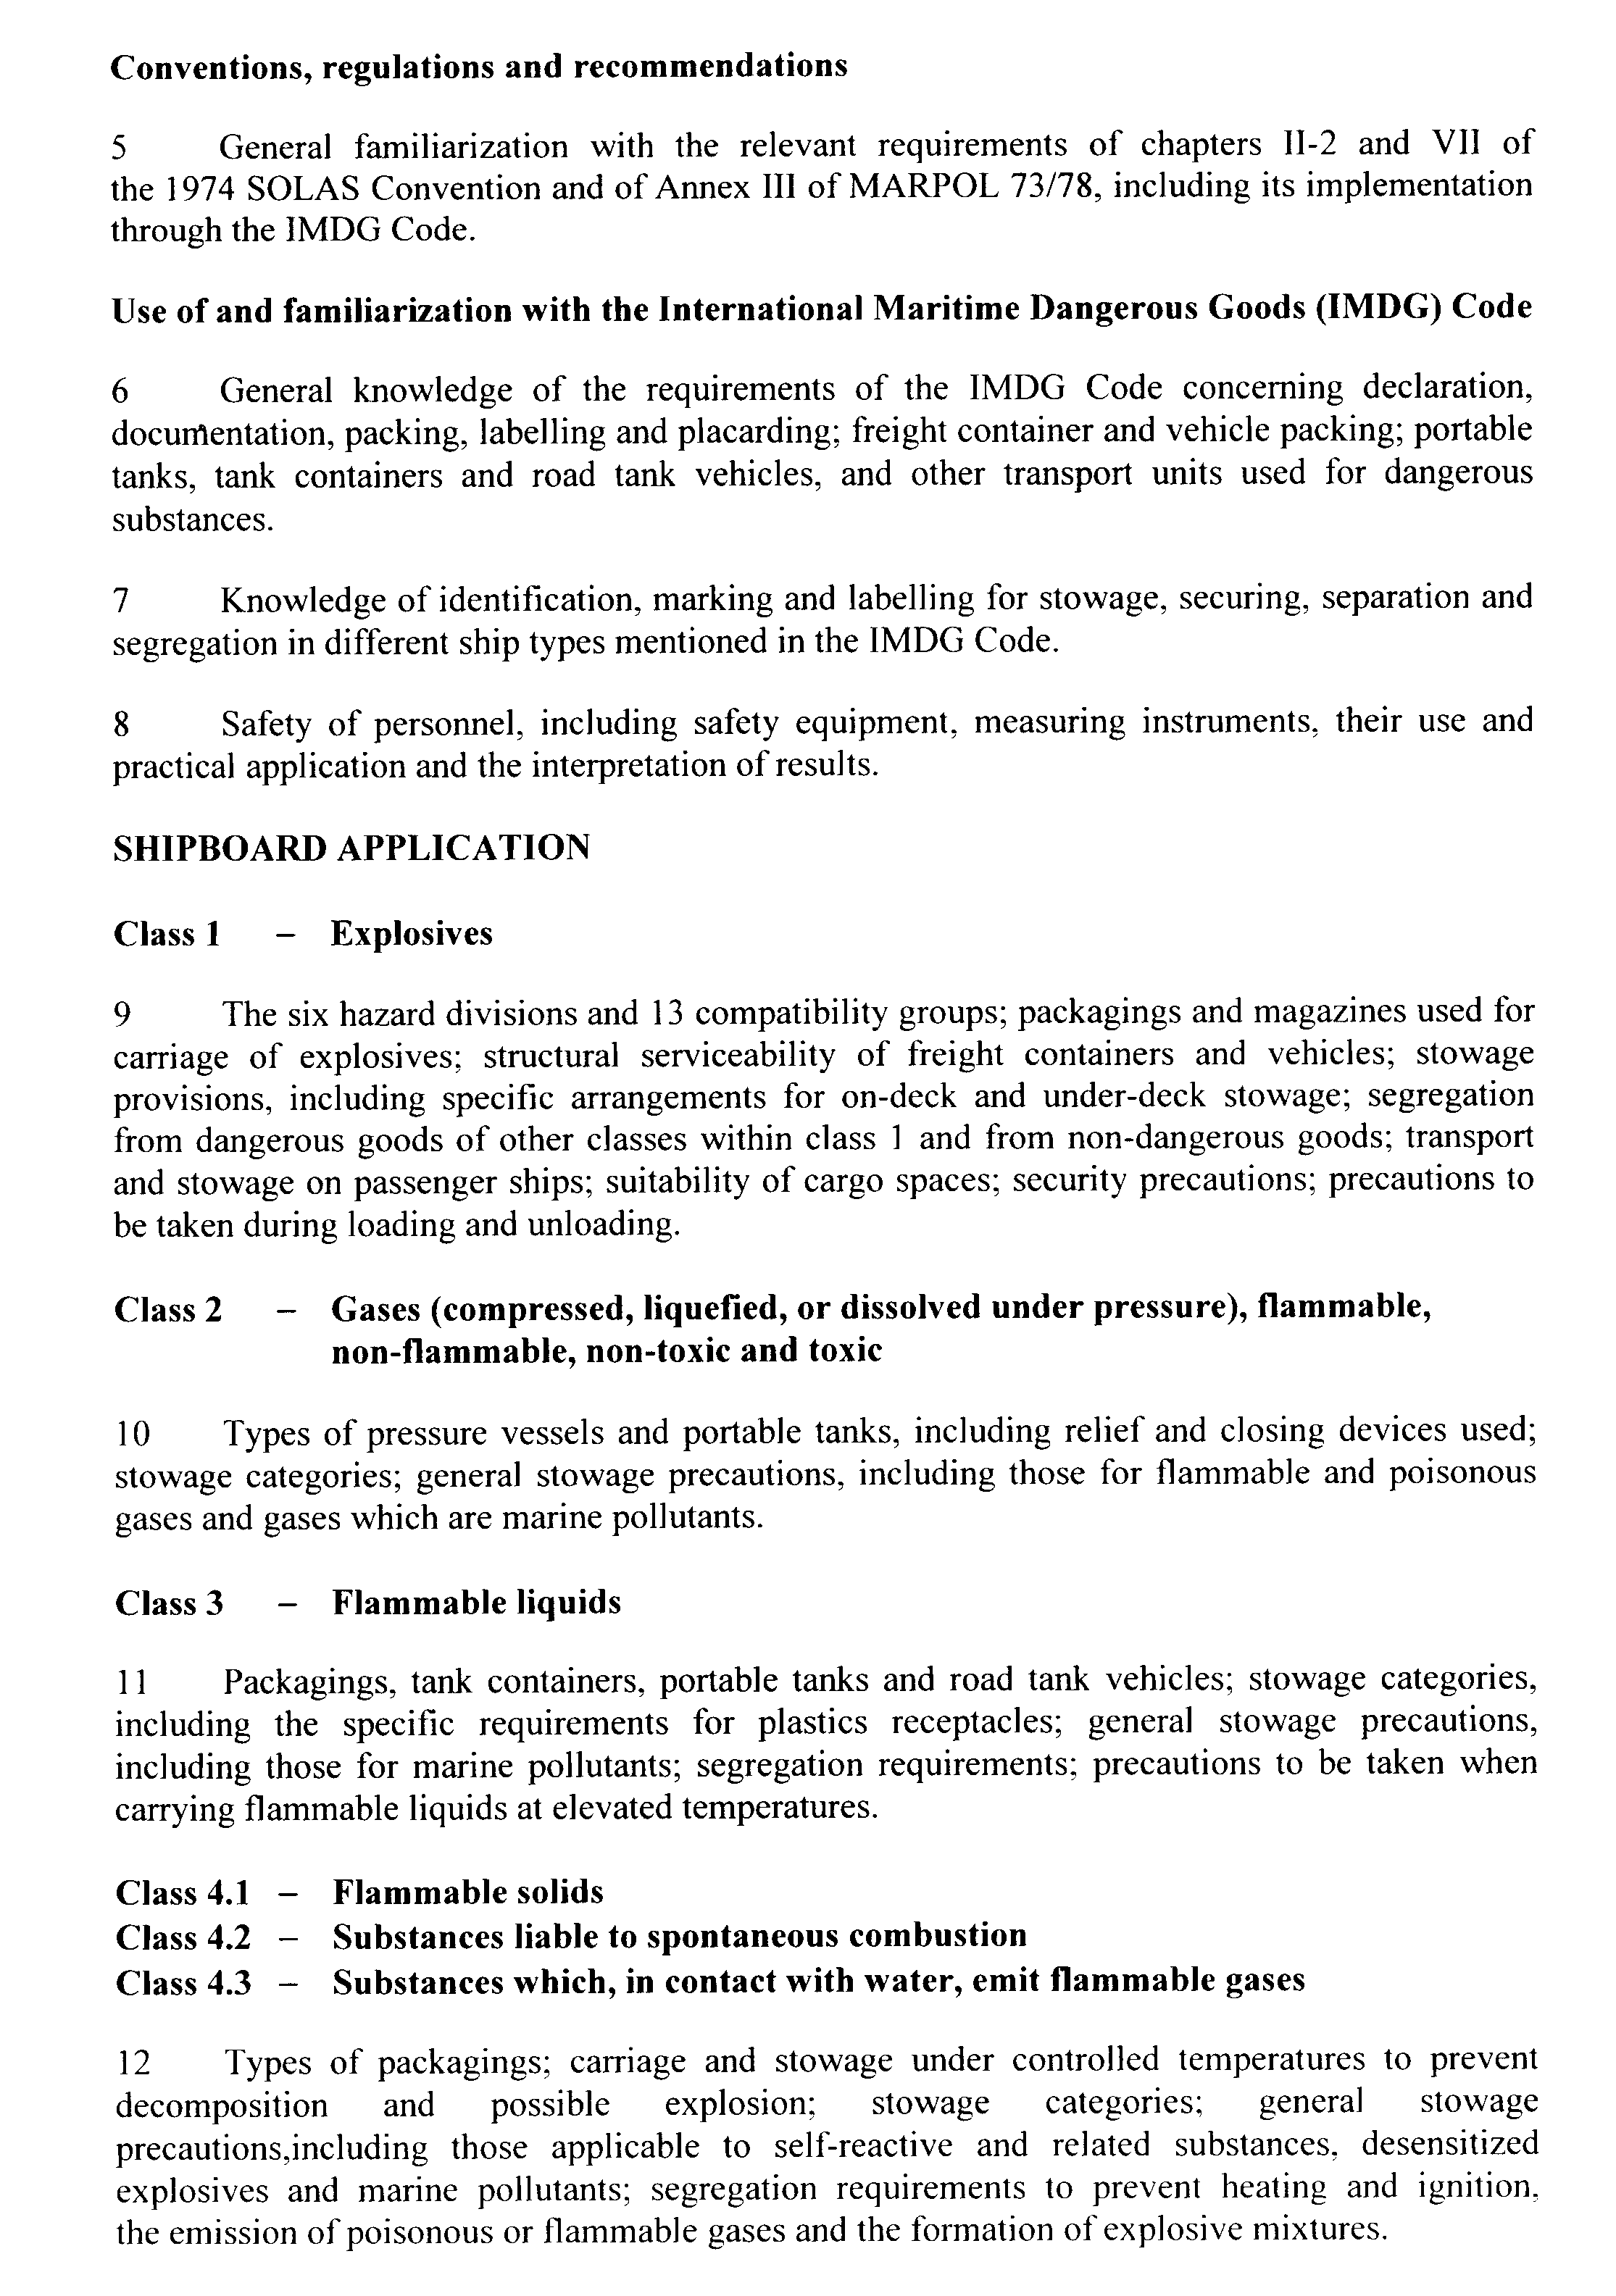 Conventions, regulations and recommendations
5 General familiarization with the relevant requirements of chapters II-2 and VII of
the 1974 SOLAS Convention and of Annex III of MARPOL 73/78, including its implementation
through the IMDG Code.
Use of and familiarization with the International Maritime Dangerous Goods (IMDG) Code
6 General knowledge of the requirements of the IMDG Code concerning declaration,
documentation, packing, labelling and placarding; freight container and vehicle packing; portable
tanks, tank containers and road tank vehicles, and other transport units used for dangerous
substances.
7 Knowledge of identification, marking and labelling for stowage, securing, separation and
segregation in different ship types mentioned in the IMDG Code.
8 Safety of personnel, including safety equipment, measuring instruments, their use and
practical application and the interpretation of results.
SHIPBOARD APPLICATION
Class 1 – Explosives
9 The six hazard divisions and 13 compatibility groups; packagings and magazines used for
carriage of explosives; structural serviceability of freight containers and vehicles; stowage
provisions, including specific arrangements for on-deck and under-deck stowage; segregation
from dangerous goods of other classes within class 1 and from non-dangerous goods; transport
and stowage on passenger ships; suitability of cargo spaces; security precautions; precautions to
be taken during loading and unloading.
Class 2 – Gases (compressed, liquefied, or dissolved under pressure), flammable,
non-flammable, non-toxic and toxic
10 Types of pressure vessels and portable tanks, including relief and closing devices used;
stowage categories; general stowage precautions, including those for flammable and poisonous
gases and gases which are marine pollutants.
Class 3 – Flammable liquids
11 Packagings, tank containers, portable tanks and road tank vehicles; stowage categories,
including the specific requirements for plastics receptacles; general stowage precautions,
including those for marine pollutants; segregation requirements; precautions to be taken when
carrying flammable liquids at elevated temperatures.
Class 4.1 – Flammable solids
Class 4.2 – Substances liable to spontaneous combustion
Class 4.3 – Substances which, in contact with water, emit flammable gases
12 Types of packagings; carriage and stowage under controlled temperatures to prevent
decomposition and possible explosion; stowage categories; general stowage
precautions,including those applicable to self-reactive and related substances, desensitized
explosives and marine pollutants; segregation requirements to prevent heating and ignition,
the emission of poisonous or flammable gases and the formation of explosive mixtures.